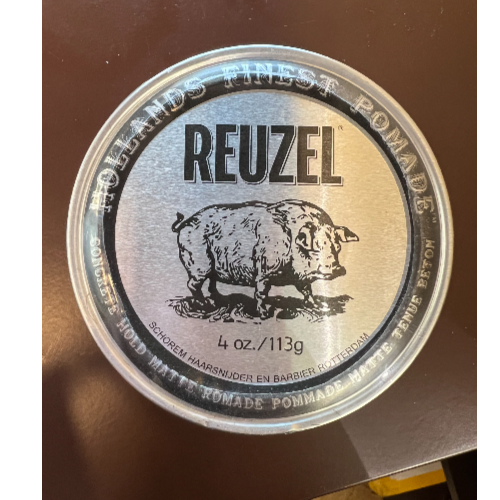 HOLLANDS FINEST POMADE™
REUZEL
4 oz./113g
SCHOREM HAARSNIJDER EN BARBIER ROTTERDAM
CONCRETE HOLD MATTE POMADE POMMADE MATTE TENUE BÉTON